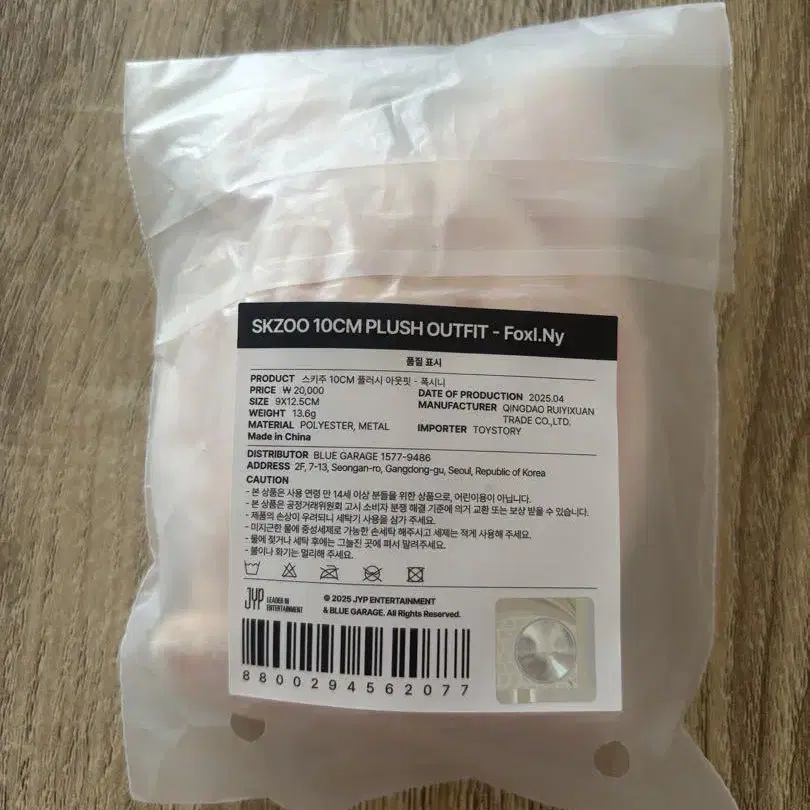 SKZOO 10CM PLUSH OUTFIT - FoxI.Ny
품질 표시
PRODUCT 스키주 10CM 플러시 아웃핏 - 폭시니
PRICE ₩ 20,000
SIZE 9X12.5CM
WEIGHT 13.6g
MATERIAL POLYESTER, METAL
Made in China
DATE OF PRODUCTION 2025.04
MANUFACTURER QINGDAO RUIYIXUAN
TRADE CO.,LTD.
IMPORTER TOYSTORY
DISTRIBUTOR BLUE GARAGE 1577-9486
ADDRESS 2F, 7-13, Seongan-ro, Gangdong-gu, Seoul, Republic of Korea
CAUTION
- 본 상품은 사용 연령 만 14세 이상 분들을 위한 상품으로, 어린이용이 아닙니다.
- 본 상품은 공정거래위원회 고시 소비자 분쟁 해결 기준에 의거 교환 또는 보상 받을 수 있습니다.
- 제품의 손상이 우려되니 세탁기 사용을 삼가 주세요.
- 미지근한 물에 중성세제로 가능한 손세탁 해주시고 세제는 적게 사용해 주세요.
- 물에 젖거나 세탁 후에는 그늘진 곳에 펴서 말려주세요.
- 불이나 화기는 멀리해 주세요.
JYP LEADER IN
ENTERTAINMENT
© 2025 JYP ENTERTAINMENT
& BLUE GARAGE. All Rights Reserved.
8800294562077